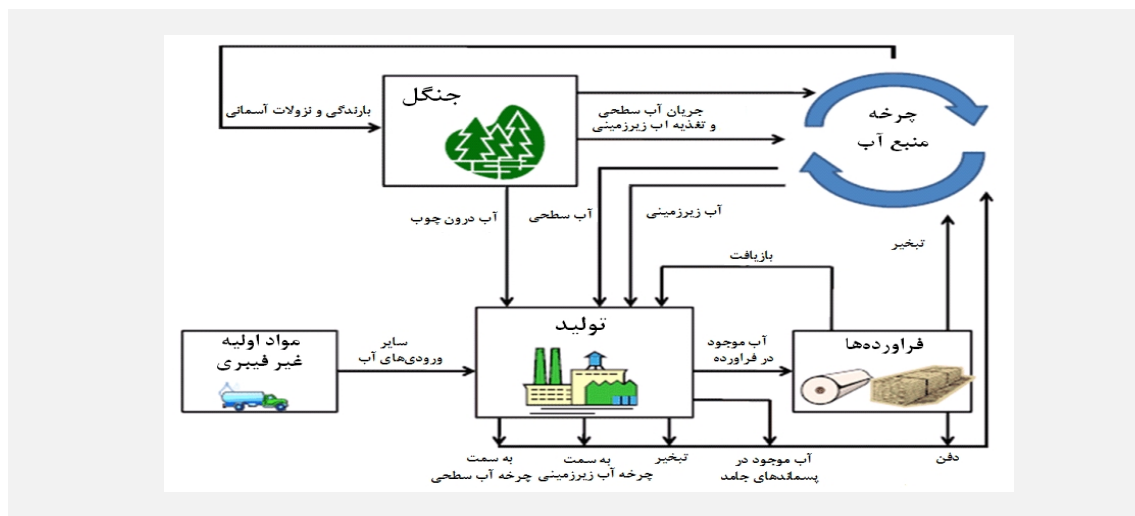 جنگل
چرخه
منبع آب
بارندگی و نزولات آسمانی
جریان آب سطحی
و تغذیه اب زیرزمینی
آب درون چوب
آب سطحی
آب زیرزمینی
تبخیر
بازیافت
مواد اولیه
غیر فیبری
سایر
ورودی‌های آب
تولید
آب موجود
در فراورده
فراورده‌ها
به سمت
چرخه آب سطحی
به سمت
چرخه آب زیرزمینی
تبخیر
آب موجود در
پسماندهای جامد
دفن